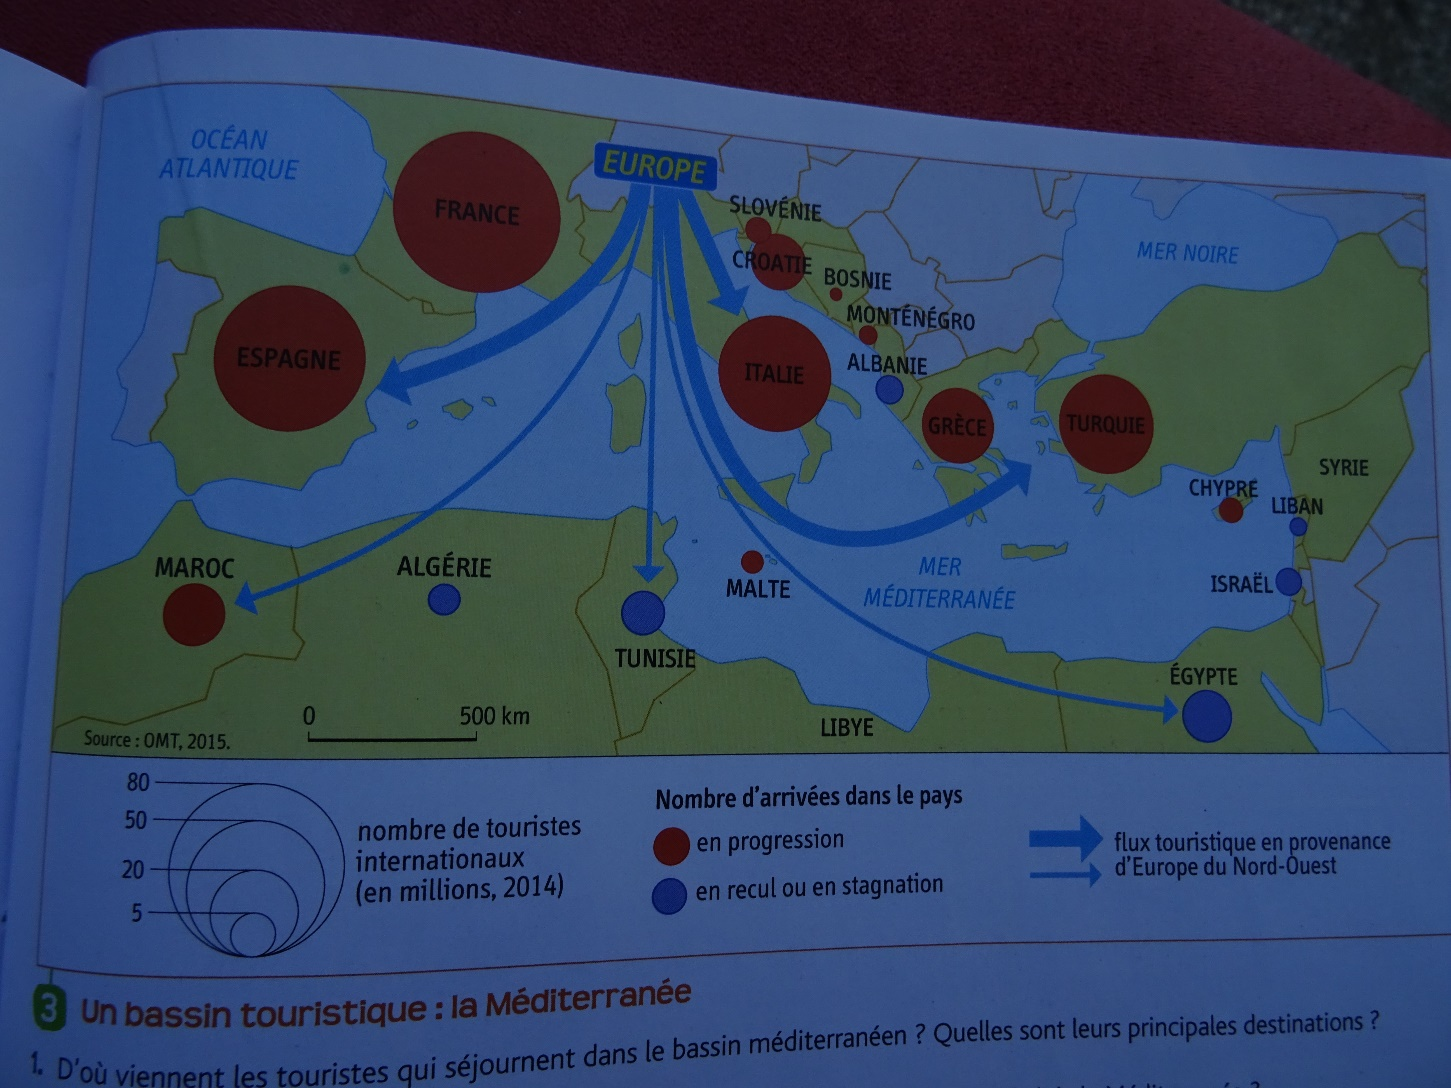 OCÉAN
ATLANTIQUE
FRANCE
EUROPE
SLOVÉNIE
CROATIE
BOSNIE
MONTÉNÉGRO
ALBANIE
MER NOIRE
ESPAGNE
ITALIE
GRÈCE
TURQUIE
SYRIE
CHYPRE
LIBAN
ISRAËL
MAROC
ALGÉRIE
TUNISIE
MALTE
MER
MÉDITERRANÉE
ÉGYPTE
LIBYE
0 500 km
Source : OMT, 2015.
80
50
20
5
nombre de touristes
internationaux
(en millions, 2014)
Nombre d'arrivées dans le pays
en progression
en recul ou en stagnation
flux touristique en provenance
d'Europe du Nord-Ouest
3 Un bassin touristique : la Méditerranée
1. D'où viennent les touristes qui séjournent dans le bassin méditerranéen ? Quelles sont leurs principales destinations ?